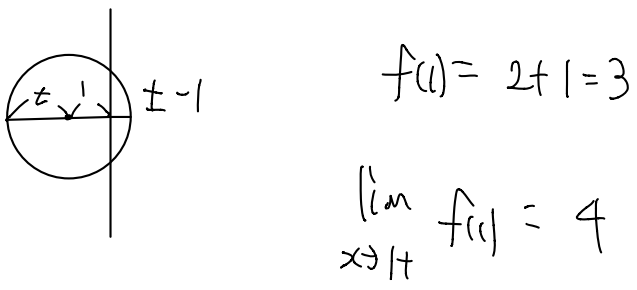 t 1 t-1
f(1) = 2+1=3
lim f(1) = 4
x→1+